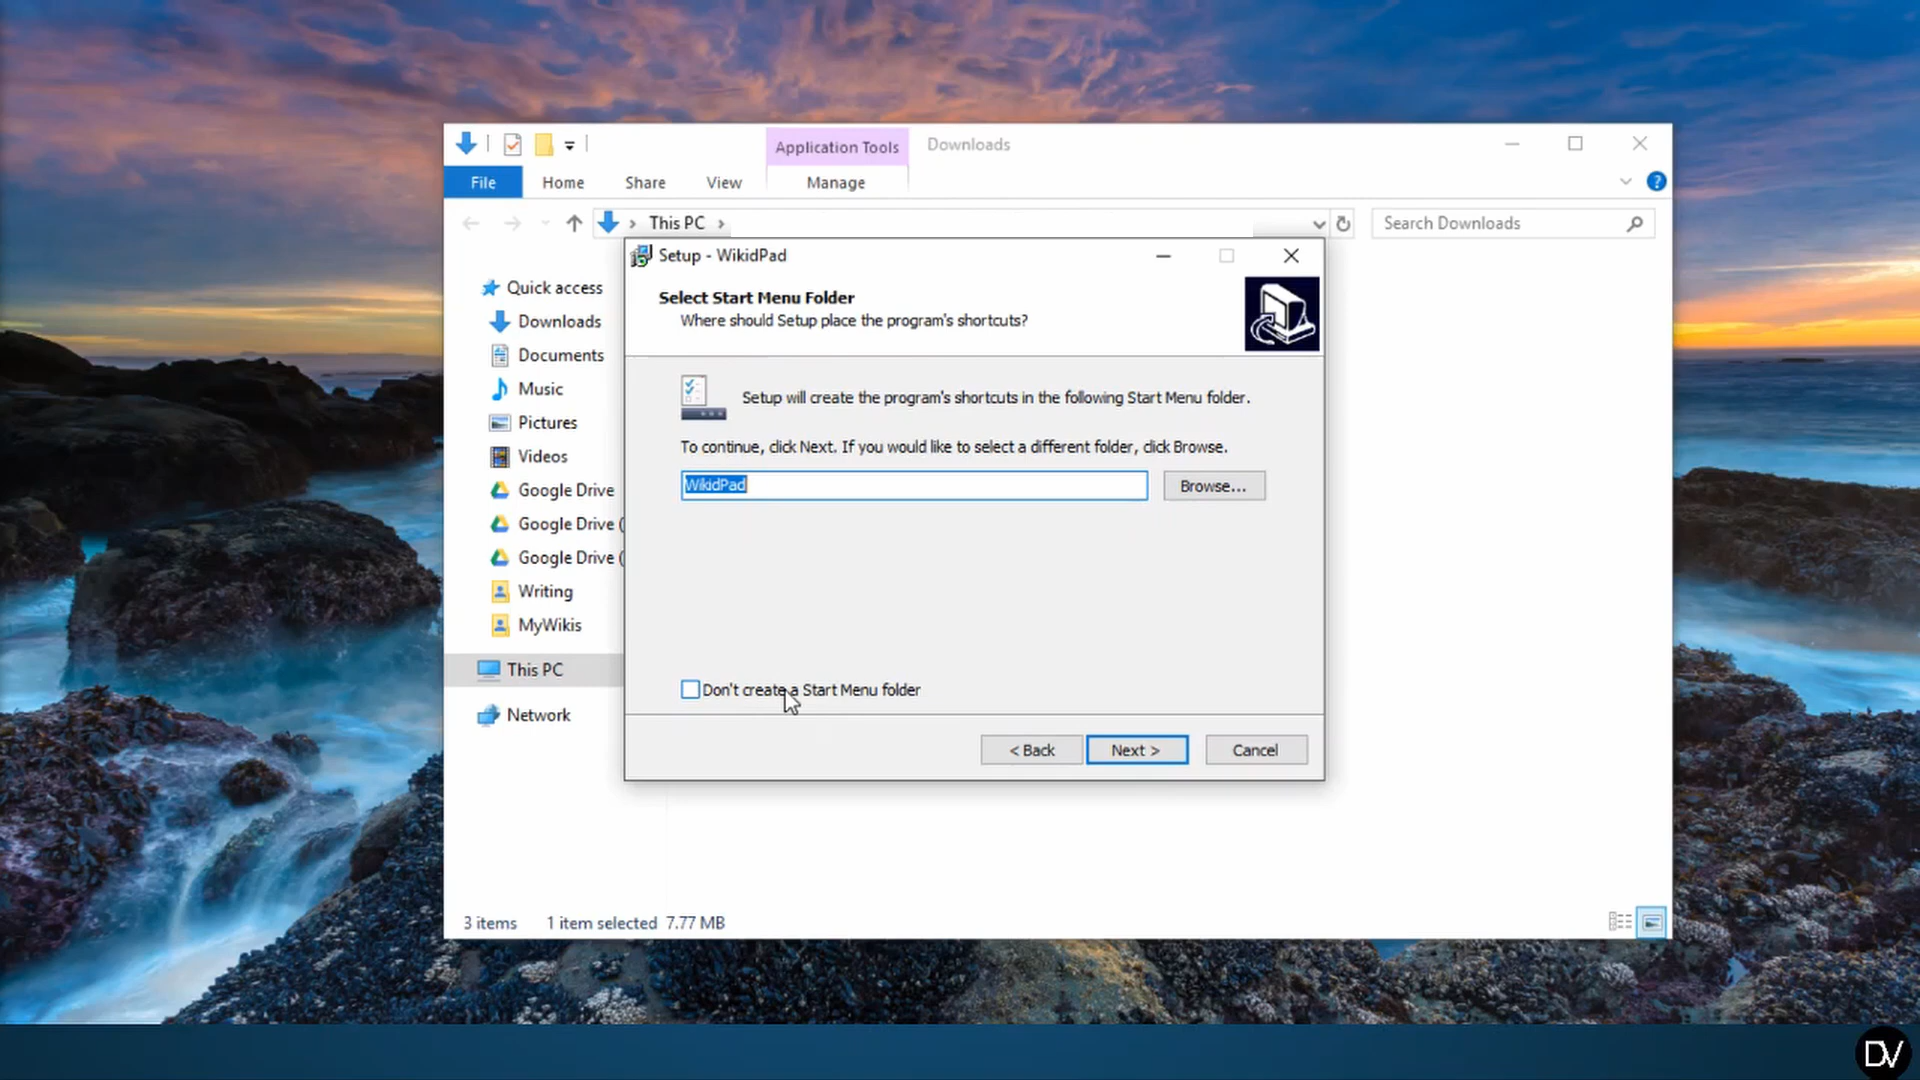 Application Tools
Downloads
File
Home
Share
View
Manage
This PC
Search Downloads
Setup - WikidPad
Select Start Menu Folder
Where should Setup place the program's shortcuts?
Quick access
Downloads
Documents
Music
Pictures
Videos
Google Drive
Google Drive (
Google Drive (
Writing
MyWikis
This PC
Network
Setup will create the program's shortcuts in the following Start Menu folder.
To continue, click Next. If you would like to select a different folder, click Browse.
WikidPad
Browse...
Don't create a Start Menu folder
< Back
Next >
Cancel
3 items
1 item selected 7.77 MB
DV